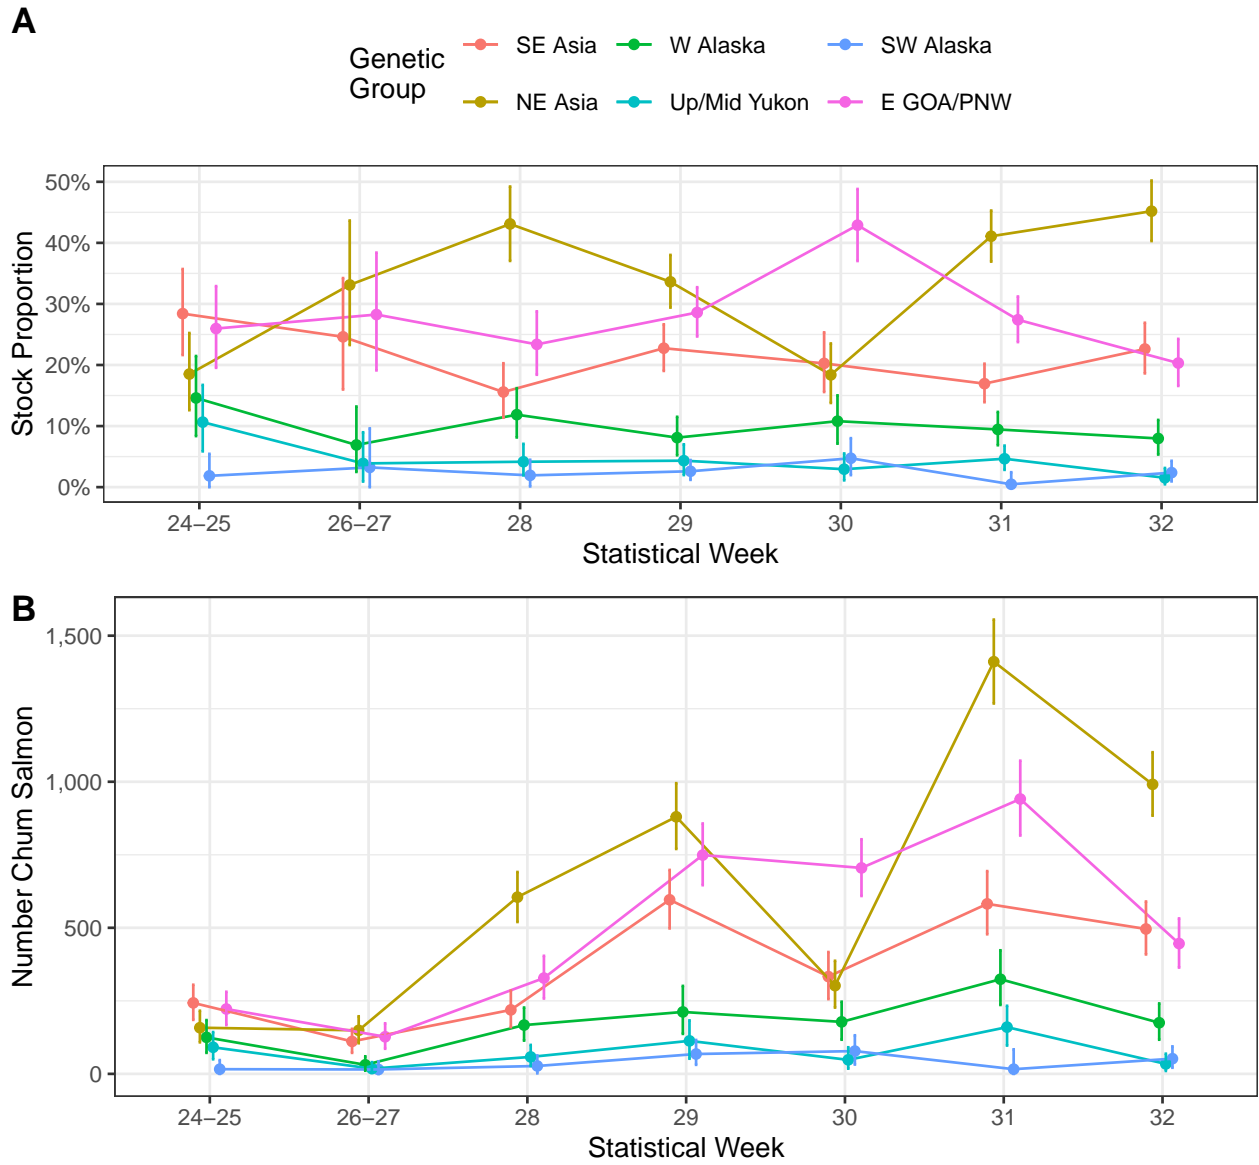 A
Genetic
Group
SE Asia
W Alaska
SW Alaska
NE Asia
Up/Mid Yukon
E GOA/PNW
Stock Proportion
50%
40%
30%
20%
10%
0%
24–25
26–27
28
29
30
31
32
Statistical Week
B
Number Chum Salmon
1,500
1,000
500
0
24–25
26–27
28
29
30
31
32
Statistical Week